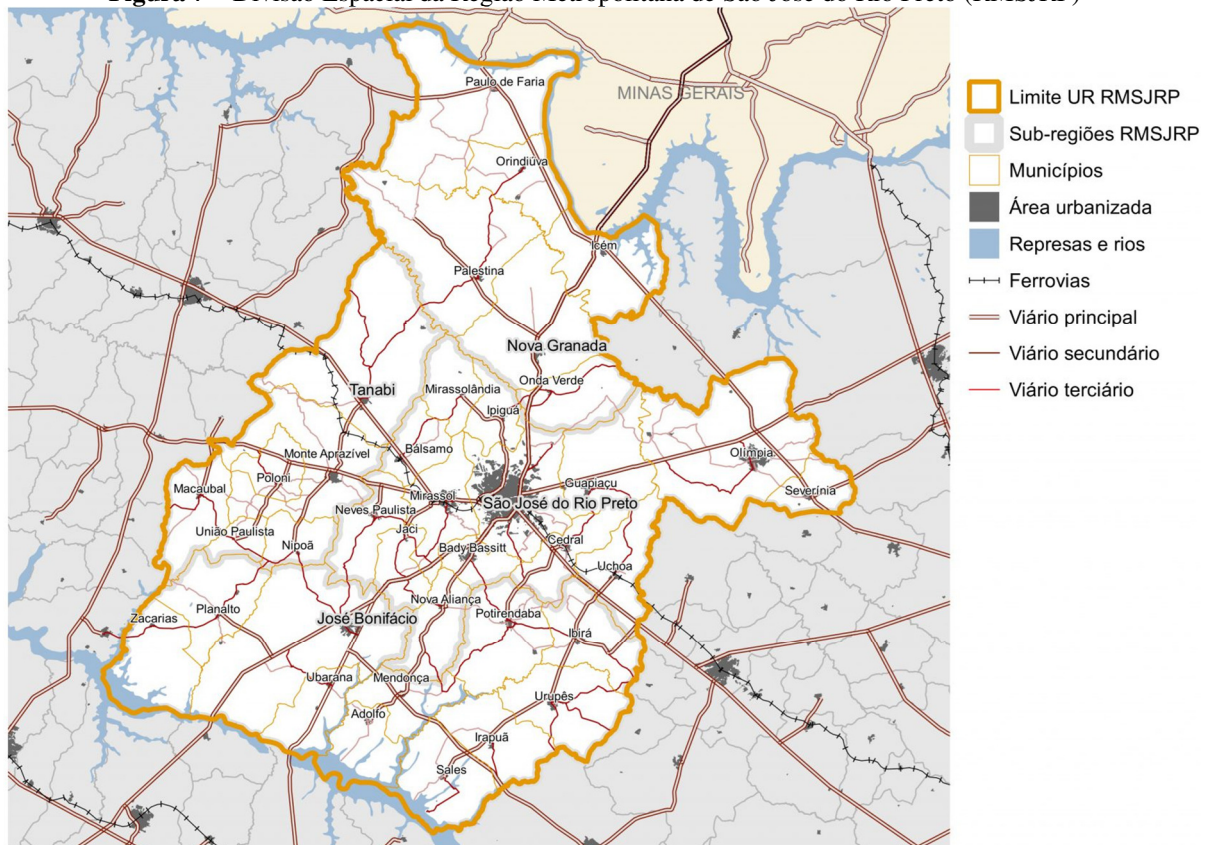 Figura 7 – Divisão Espacial da Região Metropolitana de São José do Rio Preto (RMSJRP)
Paulo de Faria
MINAS GERAIS
Orindiúva
Icém
Palestina
Nova Granada
Onda Verde
Tanabi
Mirassolândia
Ipiguá
Bálsamo
Monte Aprazível
Olímpia
Poloni
Macaubal
Guapiaçu
Severínia
Mirassol
São José do Rio Preto
Neves Paulista
União Paulista
Jaci
Nipoã
Bady Bassitt
Cedral
Uchoa
Nova Aliança
Planalto
Potirendaba
Zacarias
José Bonifácio
Ibirá
Ubarana
Mendonça
Urupês
Adolfo
Irapuã
Sales
Limite UR RMSJRP
Sub-regiões RMSJRP
Municípios
Área urbanizada
Represas e rios
Ferrovias
Viário principal
Viário secundário
Viário terciário